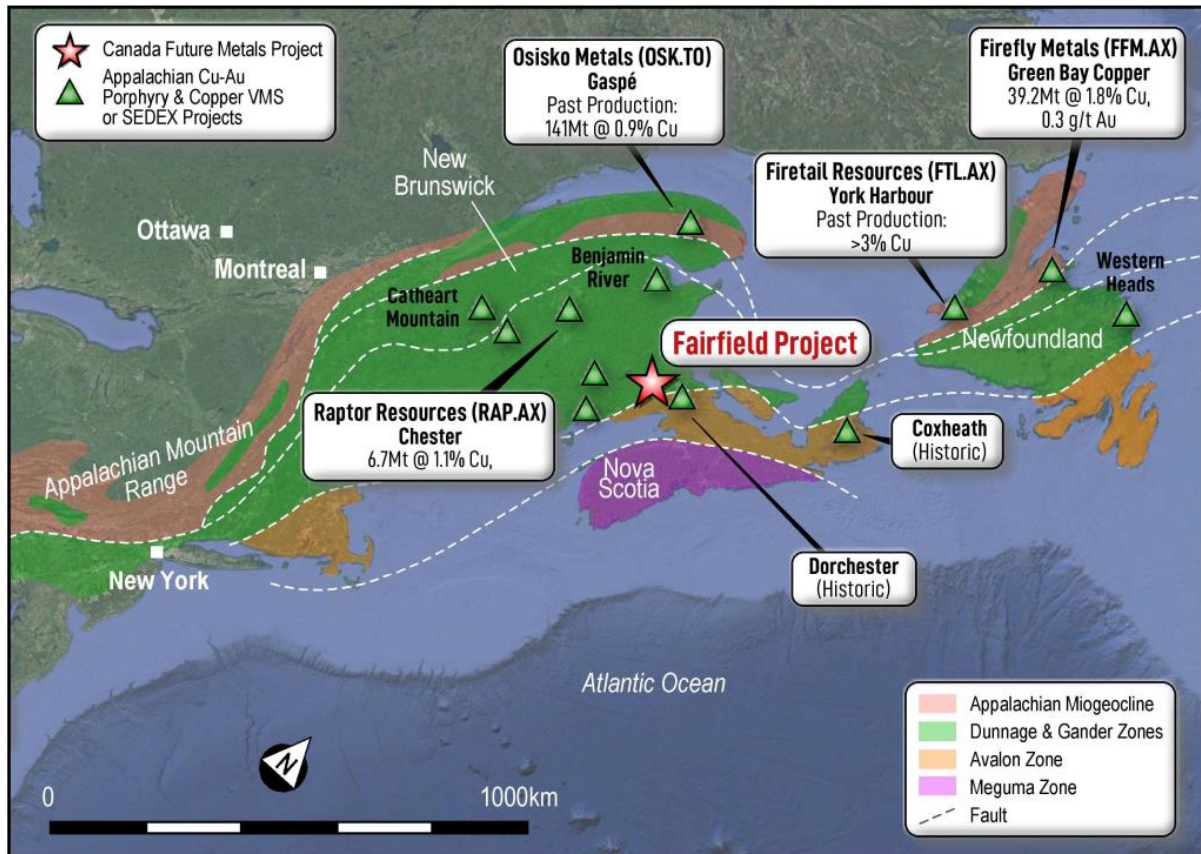 Canada Future Metals Project
Appalachian Cu-Au
Porphyry & Copper VMS
or SEDEX Projects
Osisko Metals (OSK.TO)
Gaspé
Past Production:
141Mt @ 0.9% Cu
Firefly Metals (FFM.AX)
Green Bay Copper
39.2Mt @ 1.8% Cu,
0.3 g/t Au
Firetail Resources (FTL.AX)
York Harbour
Past Production:
>3% Cu
New
Brunswick
Ottawa
Montreal
Benjamin
River
Catheart
Mountain
Western
Heads
Newfoundland
Fairfield Project
Raptor Resources (RAP.AX)
Chester
6.7Mt @ 1.1% Cu,
Coxheath
(Historic)
Appalachian Mountain
Range
Nova
Scotia
New York
Dorchester
(Historic)
Atlantic Ocean
N
0
1000km
Appalachian Miogeocline
Dunnage & Gander Zones
Avalon Zone
Meguma Zone
Fault